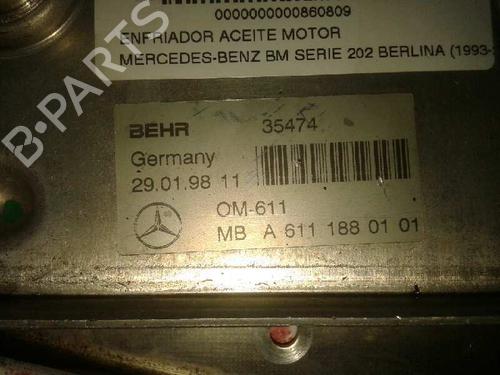 0000000000860809
ENFRIADOR ACEITE MOTOR
MERCEDES-BENZ BM SERIE 202 BERLINA (1993-
BEHR 35474
Germany
29.01.98 11
OM-611
MB A 611 188 01 01